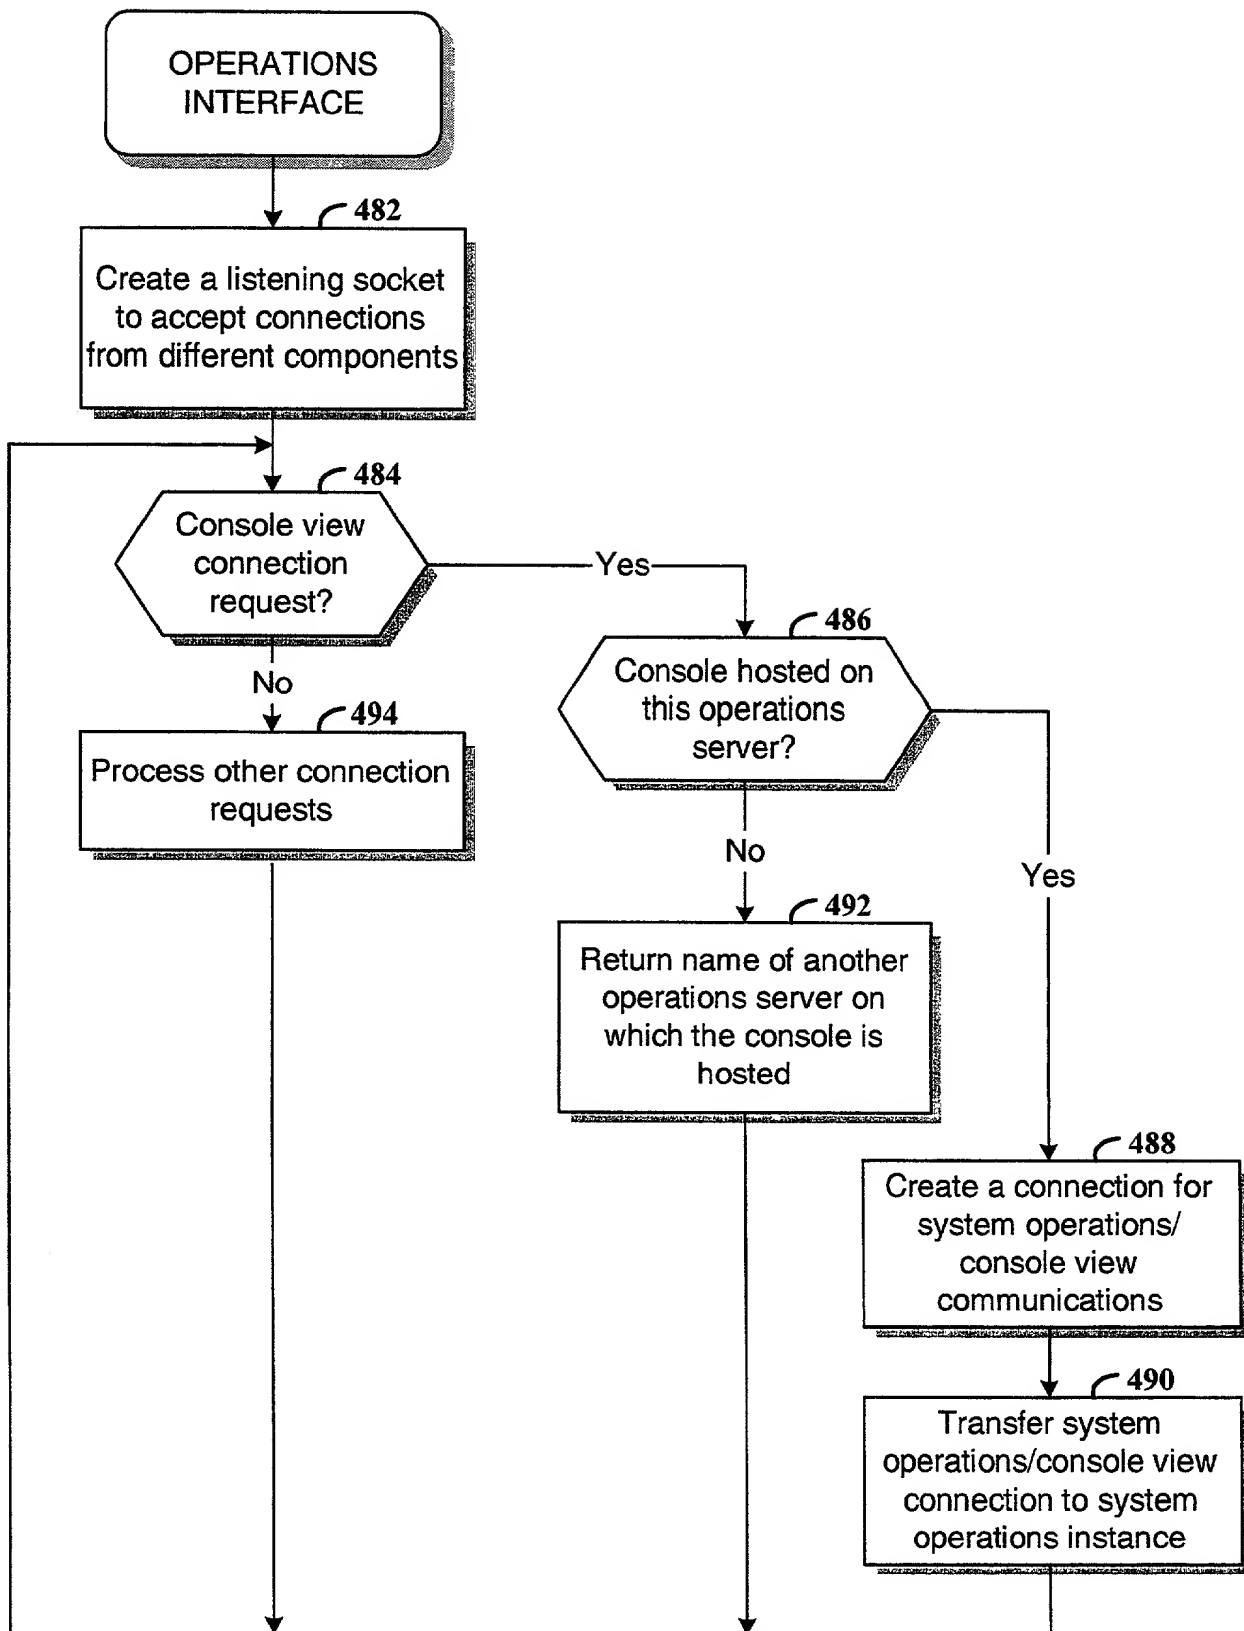 OPERATIONS
INTERFACE
482
Create a listening socket
to accept connections
from different components
484
Console view
connection
request?
Yes
486
Console hosted on
this operations
server?
No
494
Process other connection
requests
No
Yes
492
Return name of another
operations server on
which the console is
hosted
488
Create a connection for
system operations/
console view
communications
490
Transfer system
operations/console view
connection to system
operations instance